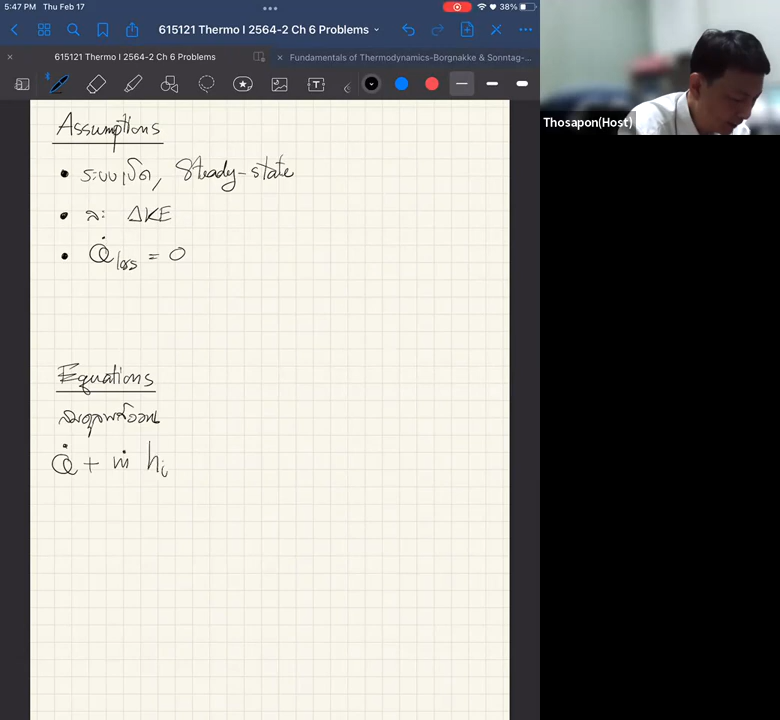 5:47 PM Thu Feb 17
38%
615121 Thermo I 2564-2 Ch 6 Problems
615121 Thermo I 2564-2 Ch 6 Problems
Fundamentals of Thermodynamics-Borgnakke & Sonntag-...
Thosapon(Host)
Assumptions
• ระบบเปิด, Steady-state
• ละ ΔKE
• Q̇loss = 0
Equations
สมดุลพลังงาน
Q̇ + ṁ hi